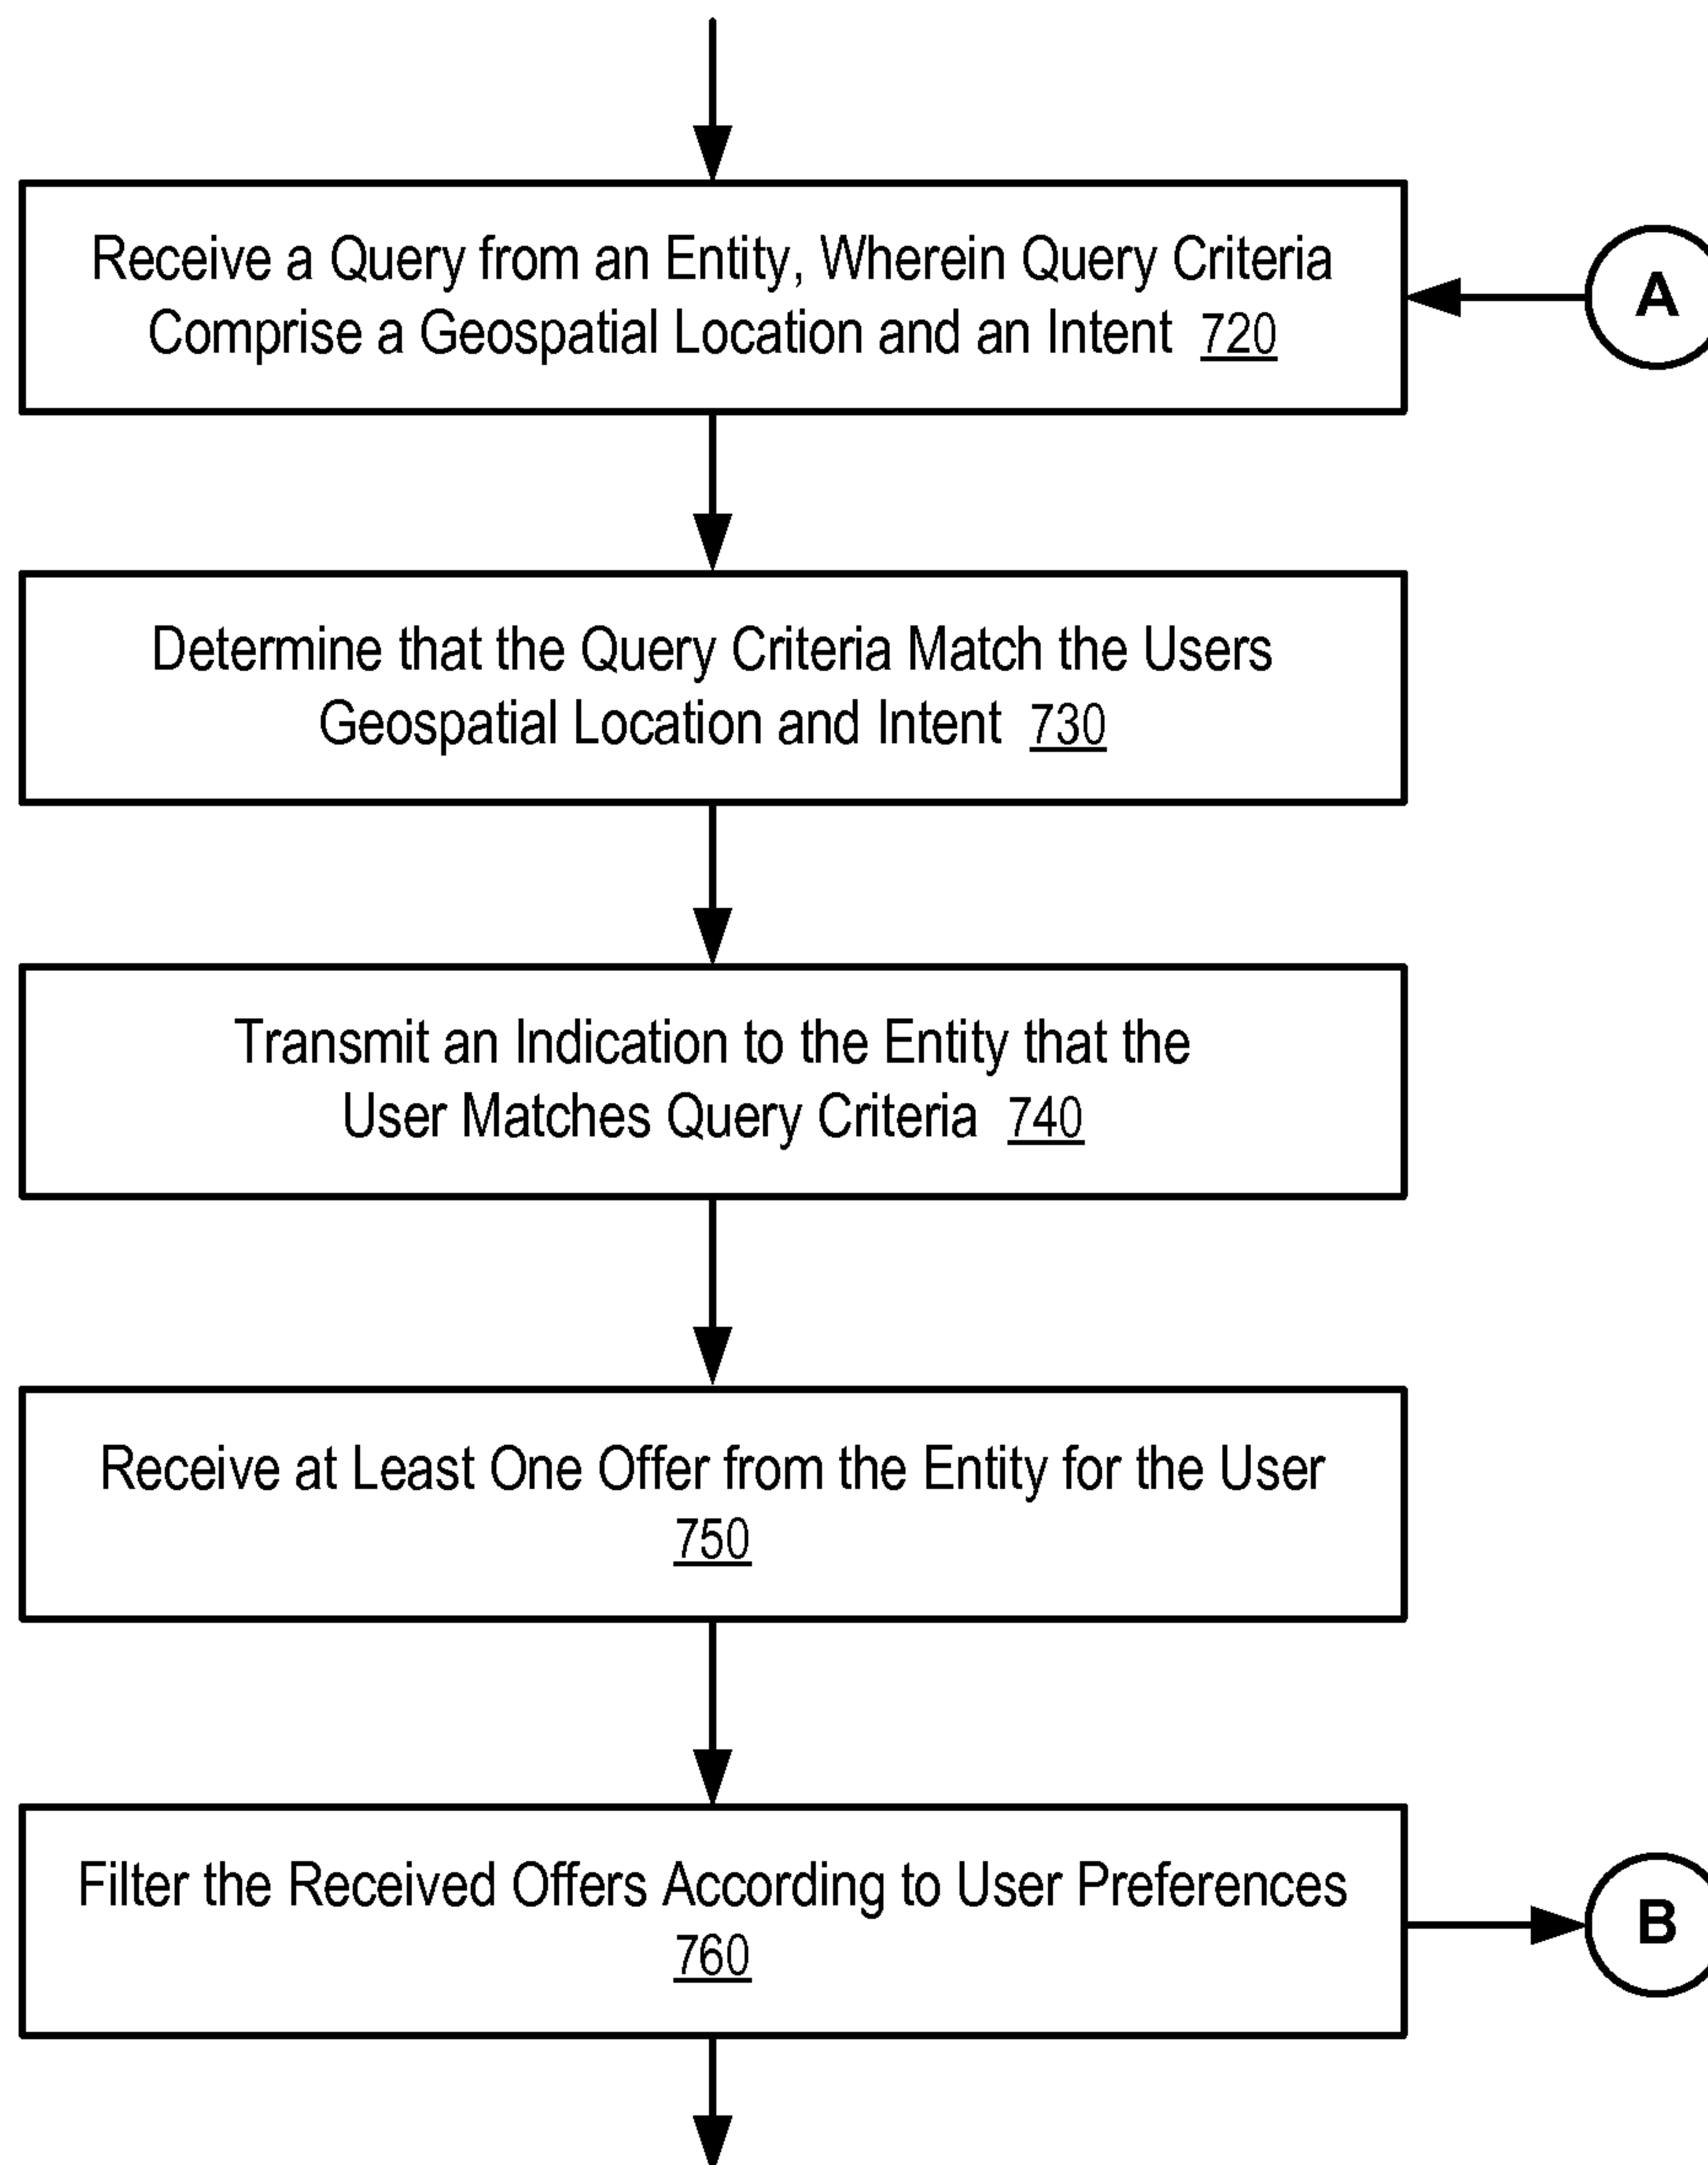 Receive a Query from an Entity, Wherein Query Criteria
Comprise a Geospatial Location and an Intent 720
A
Determine that the Query Criteria Match the Users
Geospatial Location and Intent 730
Transmit an Indication to the Entity that the
User Matches Query Criteria 740
Receive at Least One Offer from the Entity for the User
750
Filter the Received Offers According to User Preferences
760
B